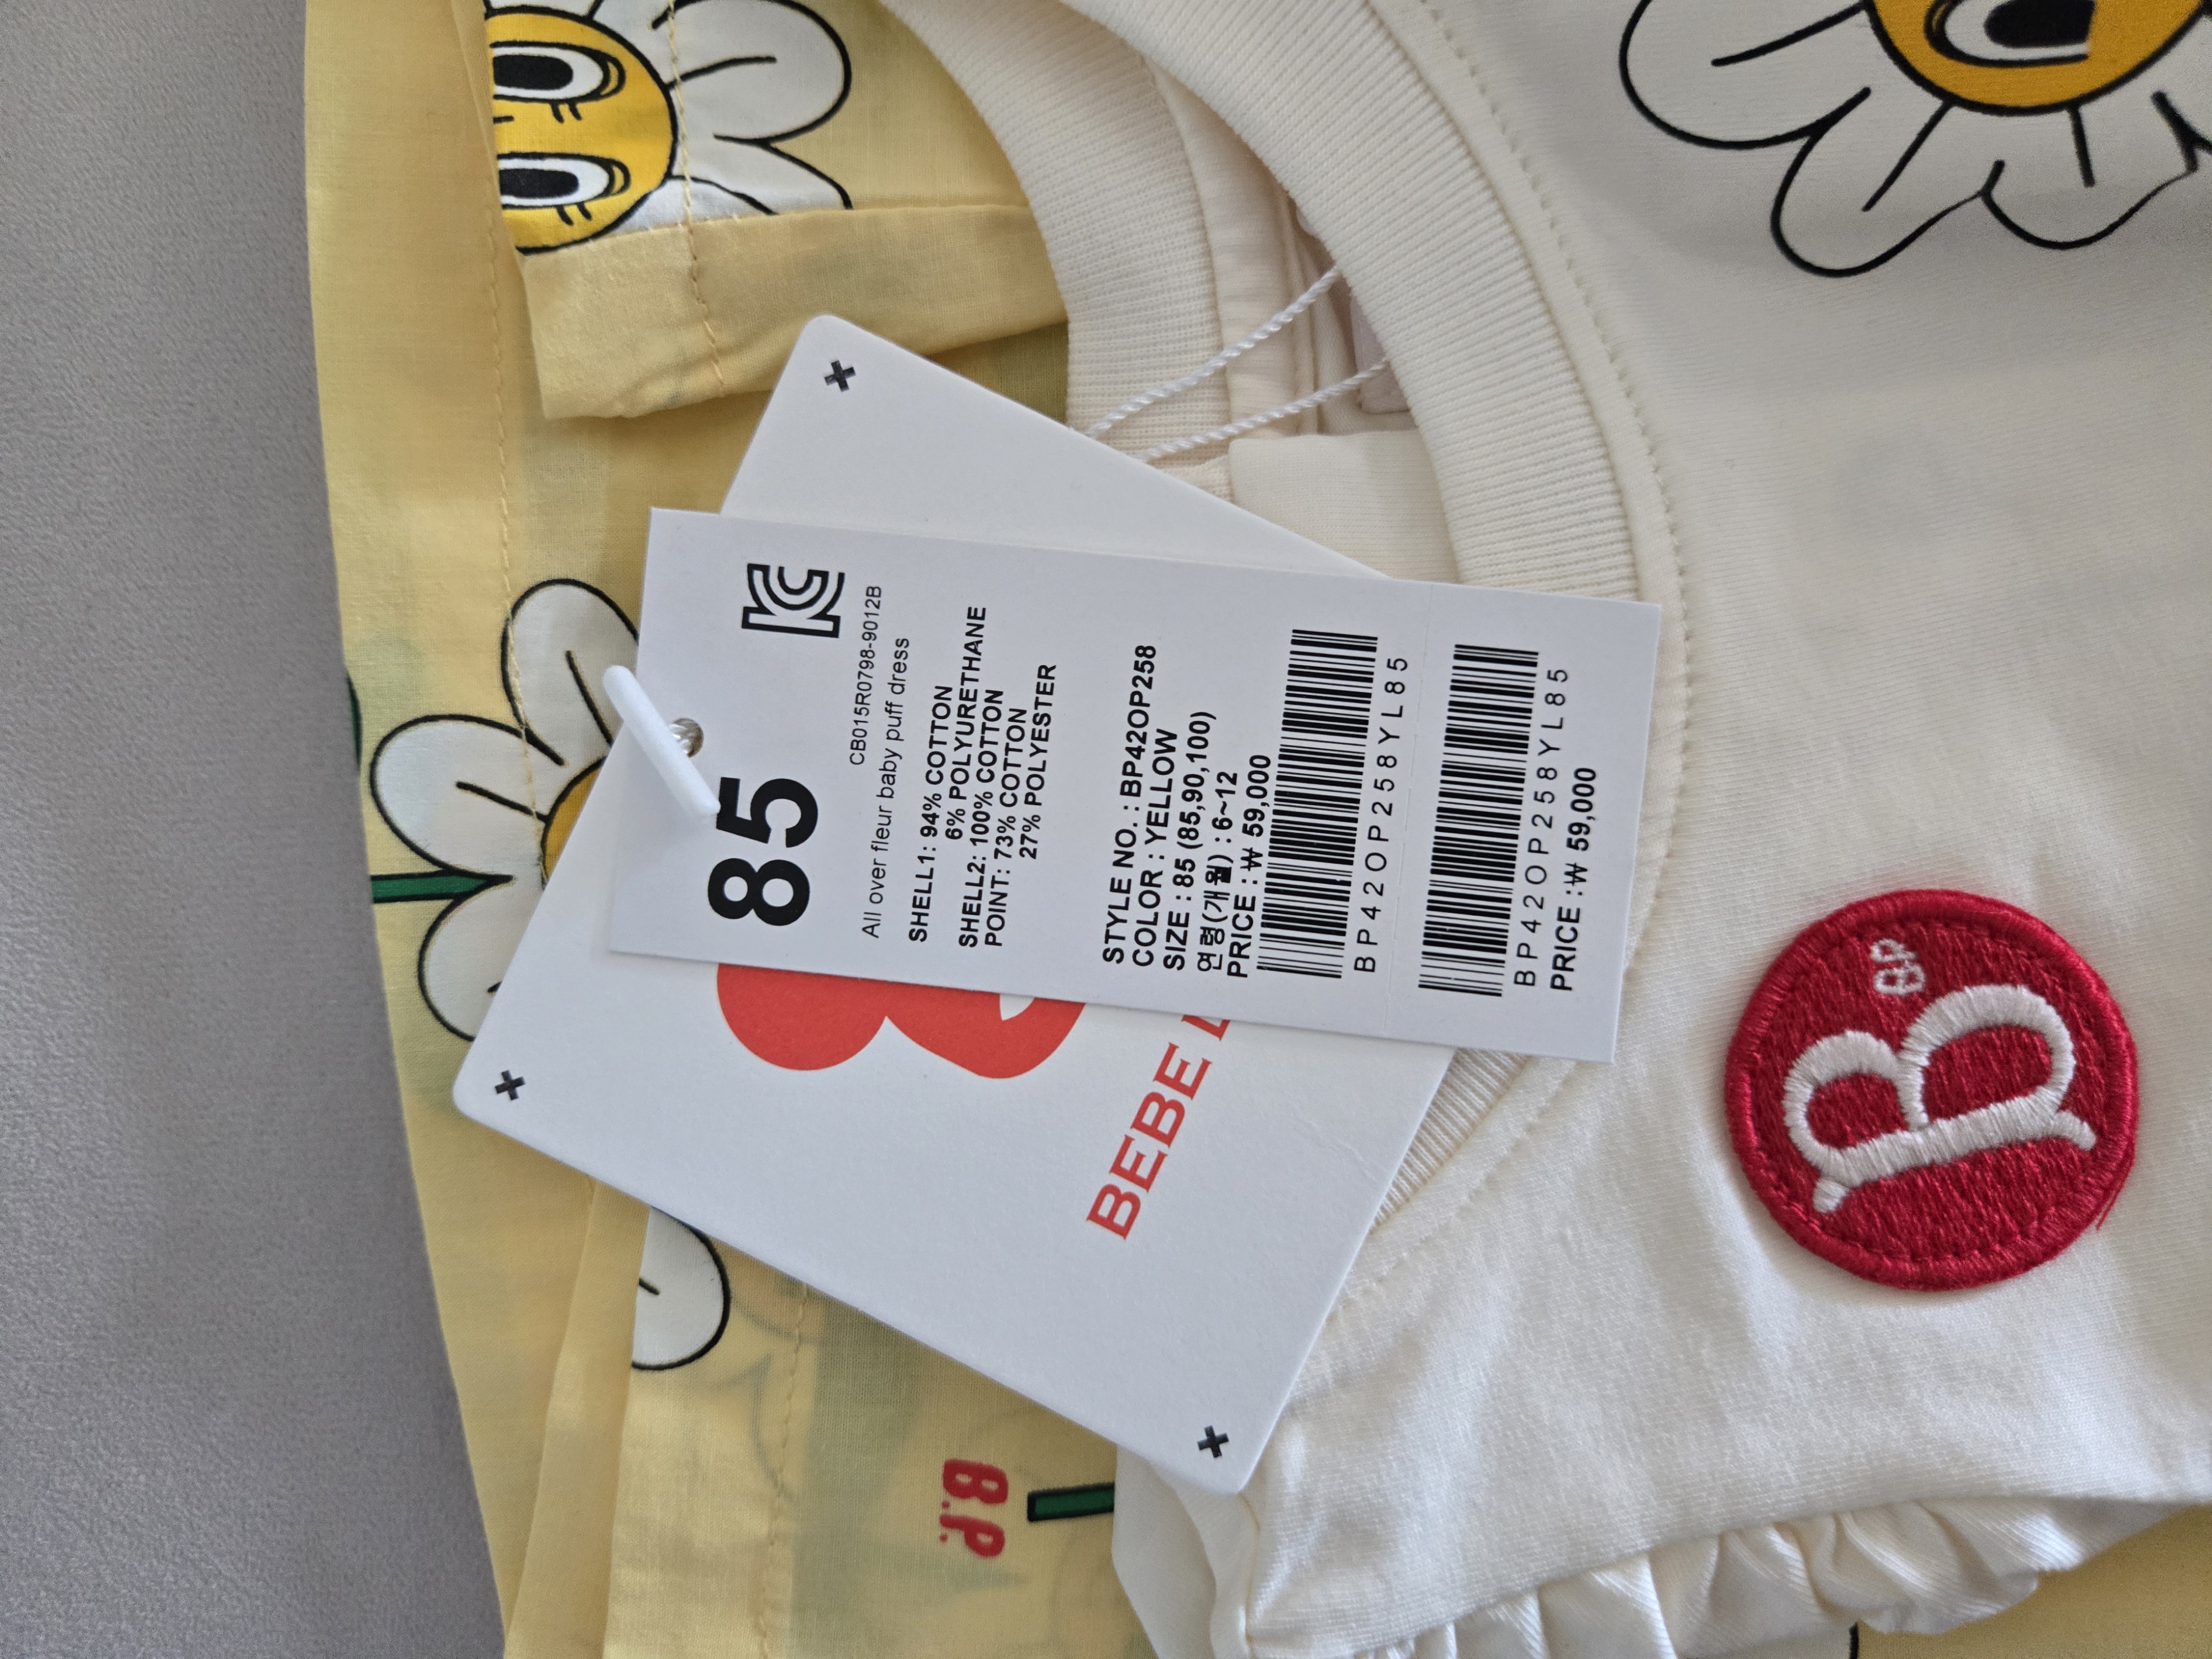 85
CB015R0798-9012B
All over fleur baby puff dress
SHELL1: 94% COTTON
6% POLYURETHANE
SHELL2: 100% COTTON
POINT: 73% COTTON
27% POLYESTER
STYLE NO. : BP42OP258
COLOR : YELLOW
SIZE : 85 (85,90,100)
연령(개월) : 6~12
PRICE : ₩ 59,000
BP42OP258YL85
BP42OP258YL85
PRICE : ₩ 59,000
BEBE
B
BP
B.P.